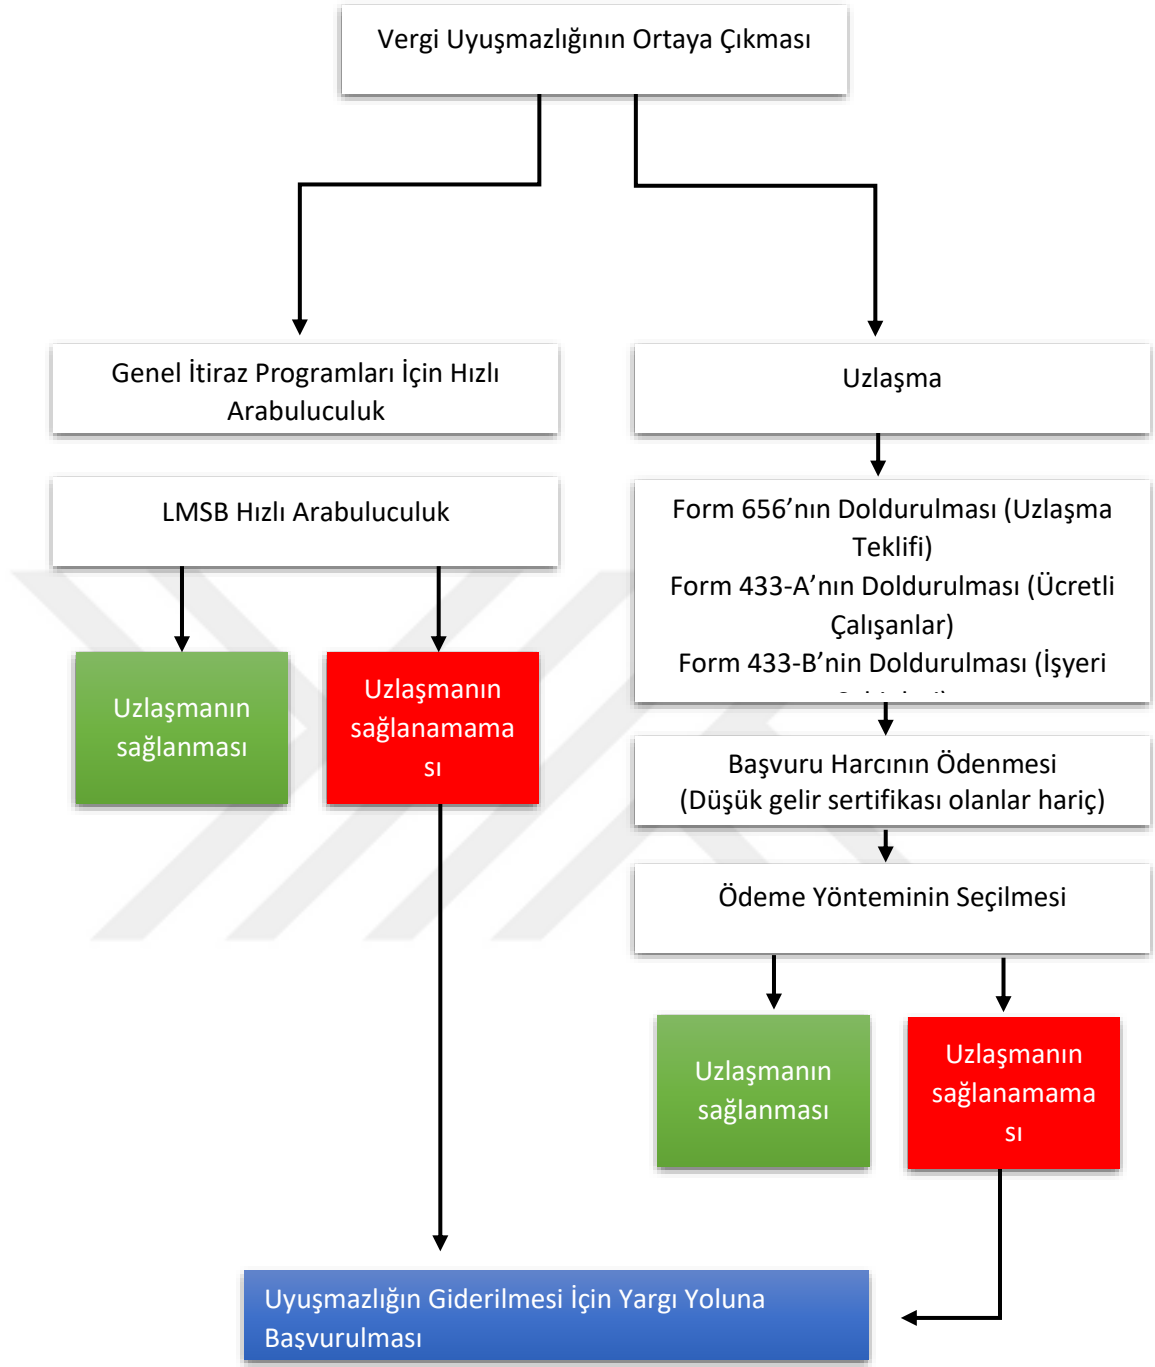 Vergi Uyuşmazlığının Ortaya Çıkması
Genel İtiraz Programları İçin Hızlı
Arabuluculuk
LMSB Hızlı Arabuluculuk
Uzlaşmanın
sağlanması
Uzlaşmanın
sağlanamama
sı
Uzlaşma
Form 656’nın Doldurulması (Uzlaşma
Teklifi)
Form 433-A’nın Doldurulması (Ücretli
Çalışanlar)
Form 433-B’nin Doldurulması (İşyeri
Başvuru Harcının Ödenmesi
(Düşük gelir sertifikası olanlar hariç)
Ödeme Yönteminin Seçilmesi
Uzlaşmanın
sağlanması
Uzlaşmanın
sağlanamama
sı
Uyuşmazlığın Giderilmesi İçin Yargı Yoluna
Başvurulması